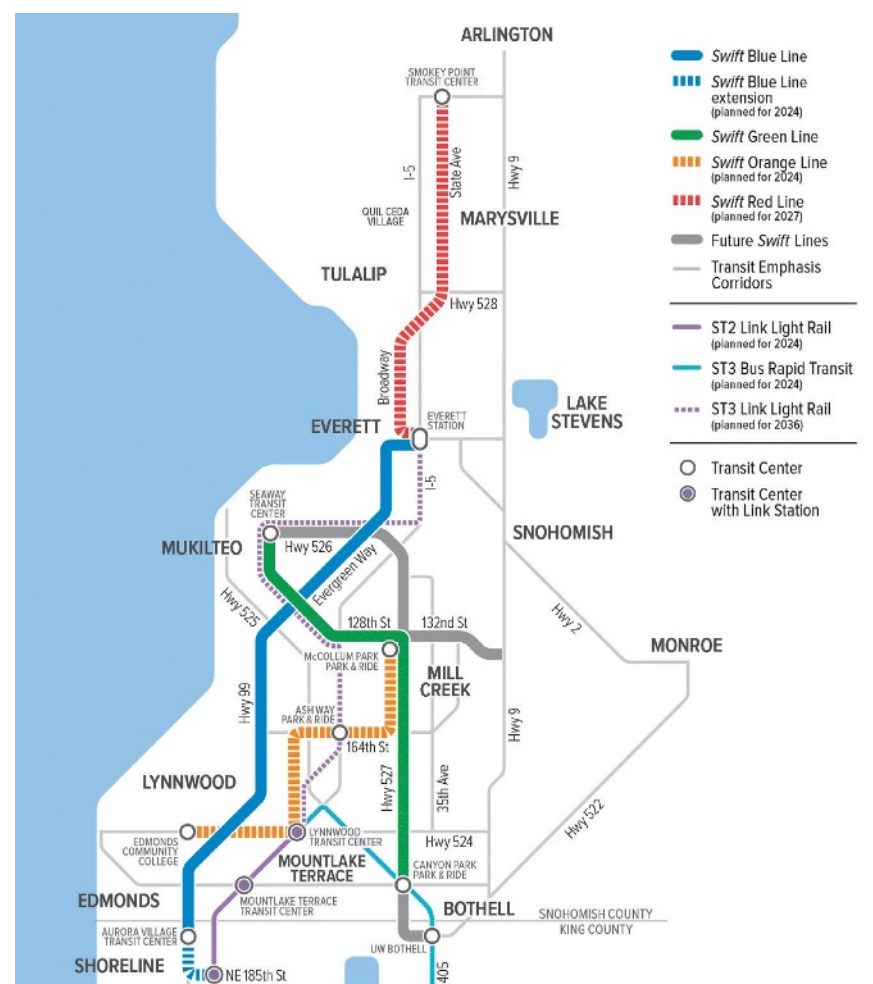 ARLINGTON
SMOKEY POINT
TRANSIT CENTER
I-5
State Ave
Hwy 9
QUIL CEDA
VILLAGE
MARYSVILLE
TULALIP
Hwy 528
Broadway
EVERETT
EVERETT
STATION
LAKE
STEVENS
I-5
SEAWAY
TRANSIT
CENTER
MUKILTEO
Hwy 526
Evergreen Way
SNOHOMISH
Hwy 525
128th St
132nd St
Hwy 2
McCOLLUM PARK
PARK & RIDE
MILL
CREEK
MONROE
Hwy 99
ASH WAY
PARK & RIDE
164th St
Hwy 9
LYNNWOOD
Hwy 527
35th Ave
Hwy 522
EDMONDS
COMMUNITY
COLLEGE
LYNNWOOD
TRANSIT CENTER
Hwy 524
MOUNTLAKE
TERRACE
CANYON PARK
PARK & RIDE
EDMONDS
MOUNTLAKE TERRACE
TRANSIT CENTER
BOTHELL
SNOHOMISH COUNTY
KING COUNTY
AURORA VILLAGE
TRANSIT CENTER
UW BOTHELL
SHORELINE
NE 185th St
405
Swift Blue Line
Swift Blue Line
extension
(planned for 2024)
Swift Green Line
Swift Orange Line
(planned for 2024)
Swift Red Line
(planned for 2027)
Future Swift Lines
Transit Emphasis
Corridors
ST2 Link Light Rail
(planned for 2024)
ST3 Bus Rapid Transit
(planned for 2024)
ST3 Link Light Rail
(planned for 2036)
Transit Center
Transit Center
with Link Station